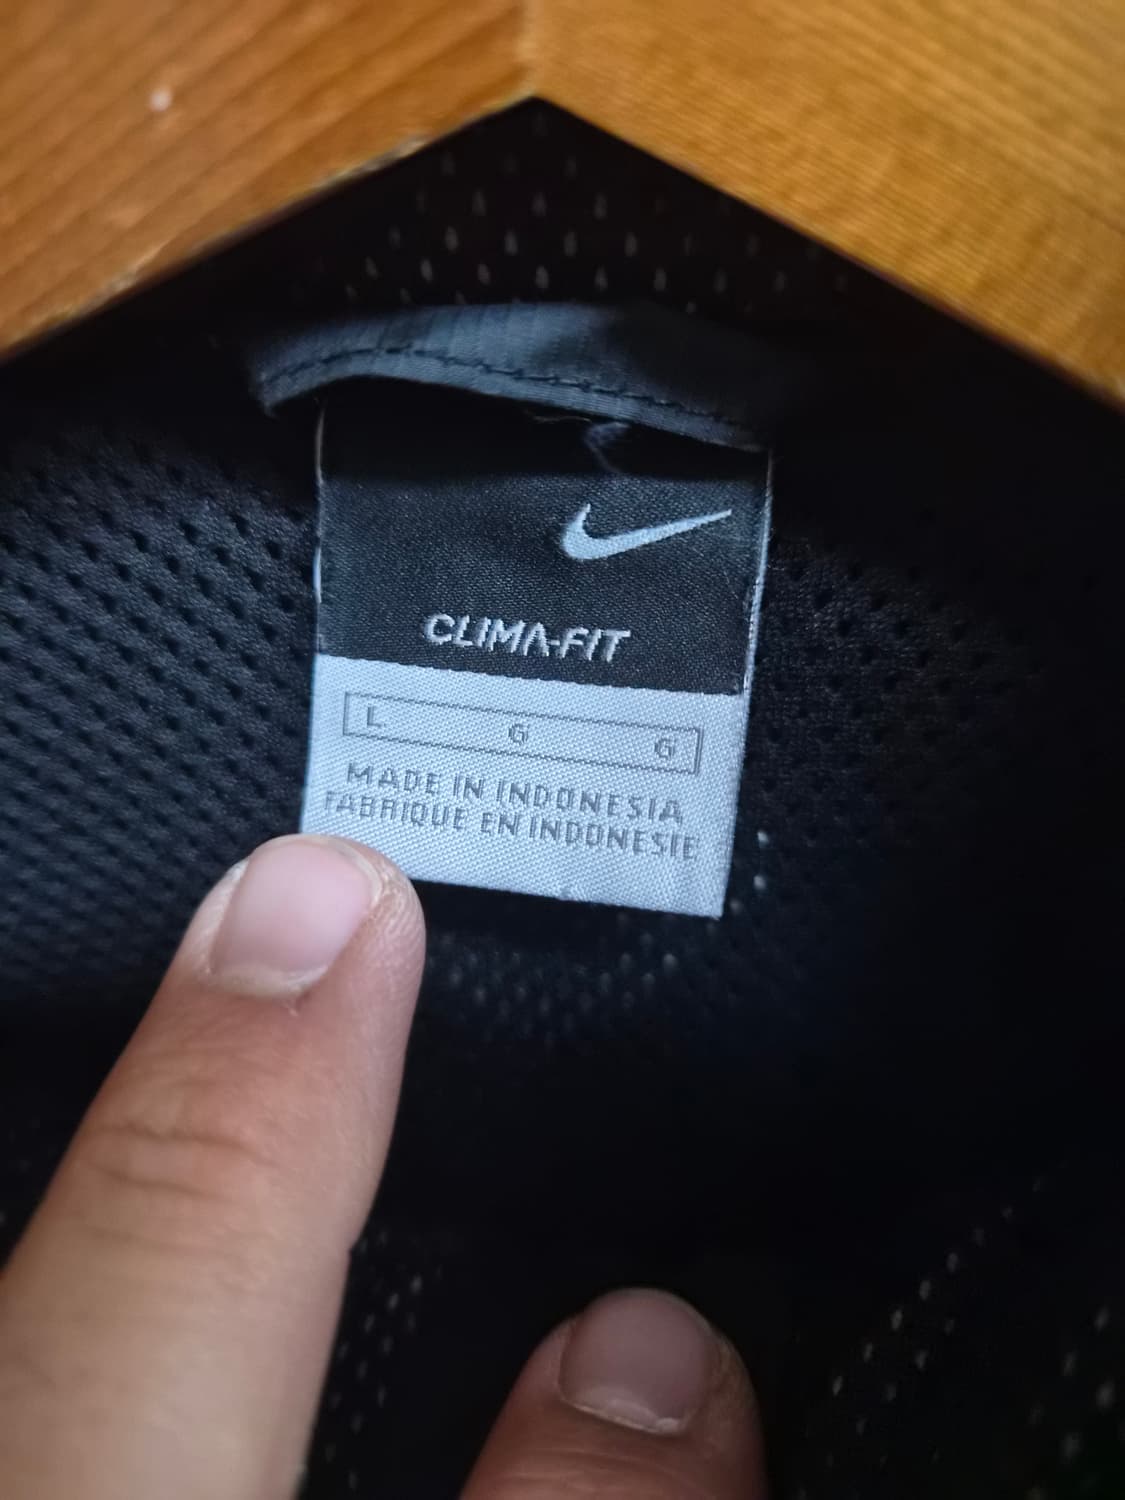 CLIMA-FIT
L G G
MADE IN INDONESIA
FABRIQUE EN INDONESIE